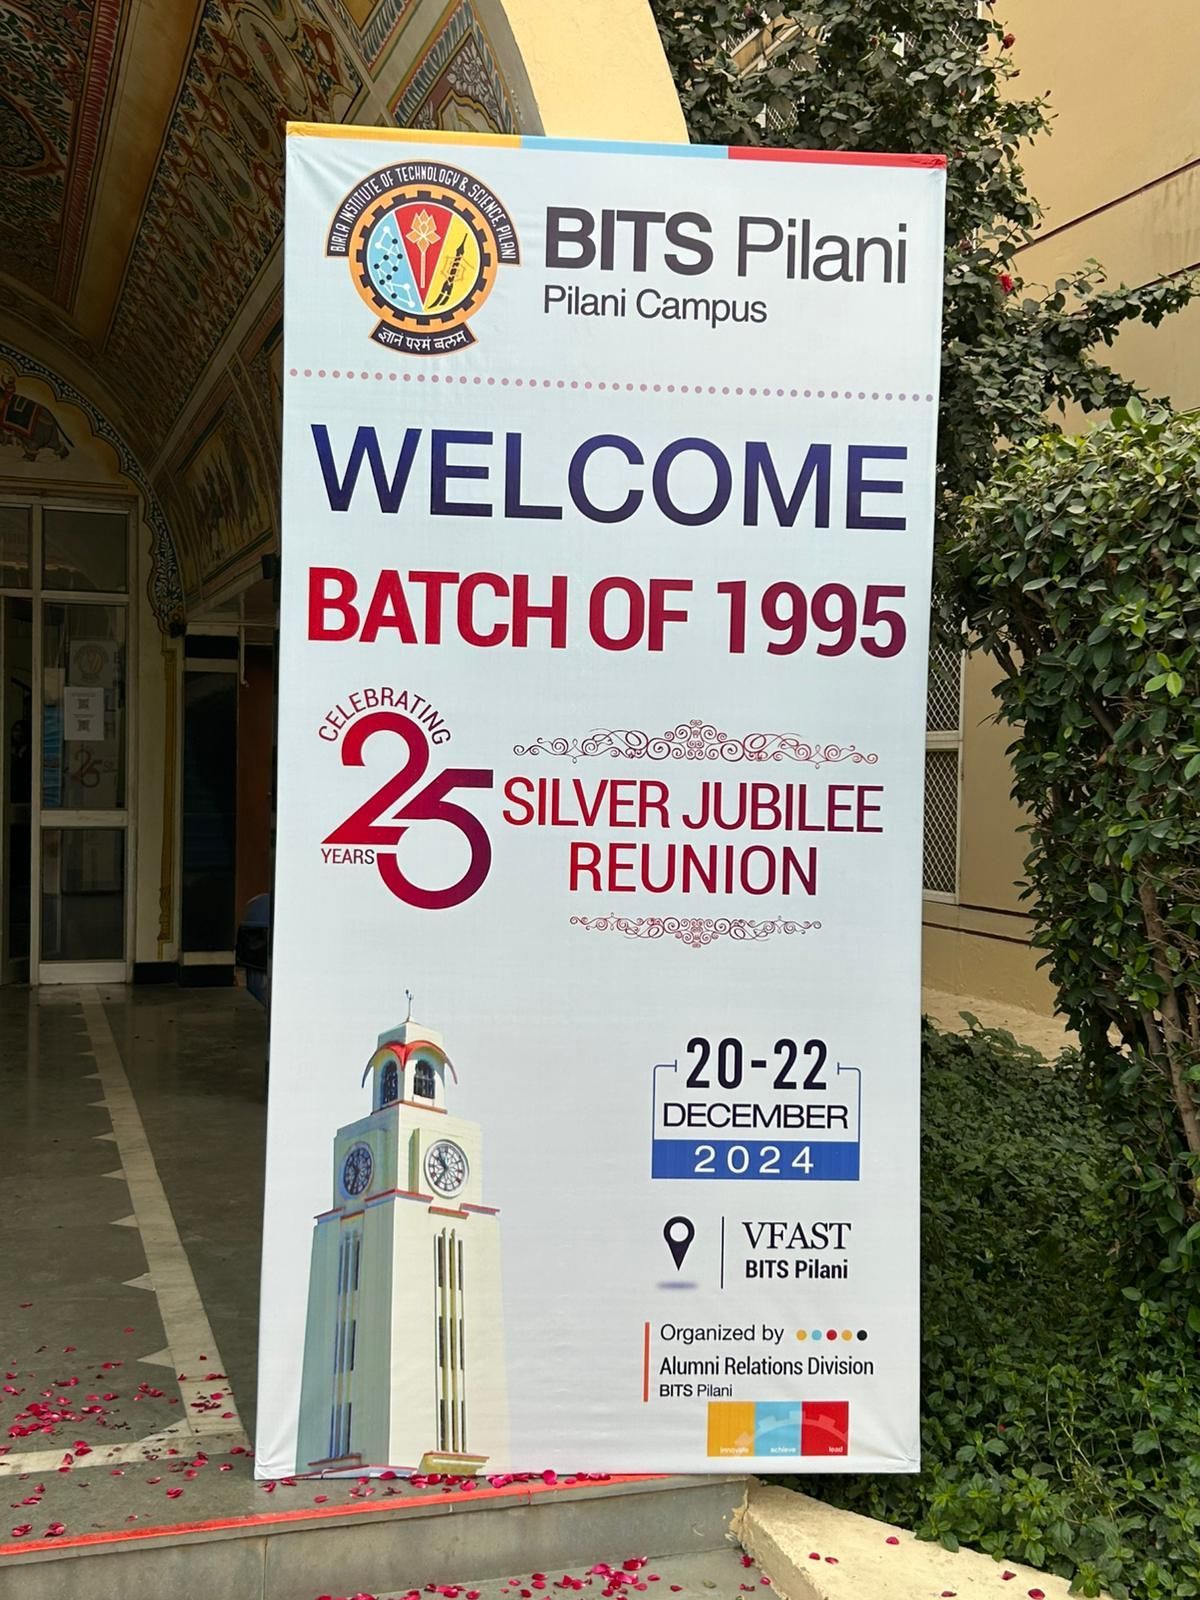 BIRLA INSTITUTE OF TECHNOLOGY & SCIENCE, PILANI
ज्ञानं परमं बलम्
BITS Pilani
Pilani Campus
WELCOME
BATCH OF 1995
CELEBRATING
25
YEARS
SILVER JUBILEE
REUNION
20-22
DECEMBER
2024
VFAST
BITS Pilani
Organized by
Alumni Relations Division
BITS Pilani
innovate achieve lead
25